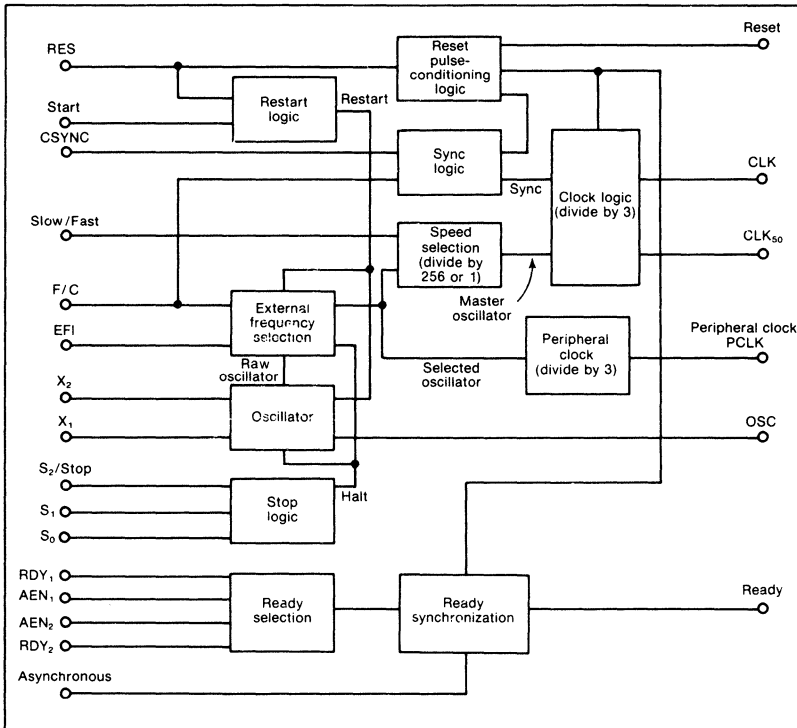 RES
Start
CSYNC
Slow/Fast
F/C
EFI
X₂
X₁
S₂/Stop
S₁
S₀
RDY₁
AEN₁
AEN₂
RDY₂
Asynchronous
Restart
logic
Restart
Reset
pulse-
conditioning
logic
Sync
logic
Sync
Speed
selection
(divide by
256 or 1)
Master
oscillator
Clock logic
(divide by 3)
External
frequency
selection
Raw
oscillator
Oscillator
Selected
oscillator
Peripheral
clock
(divide by 3)
Stop
logic
Halt
Ready
selection
Ready
synchronization
Reset
CLK
CLK₅₀
Peripheral clock
PCLK
OSC
Ready